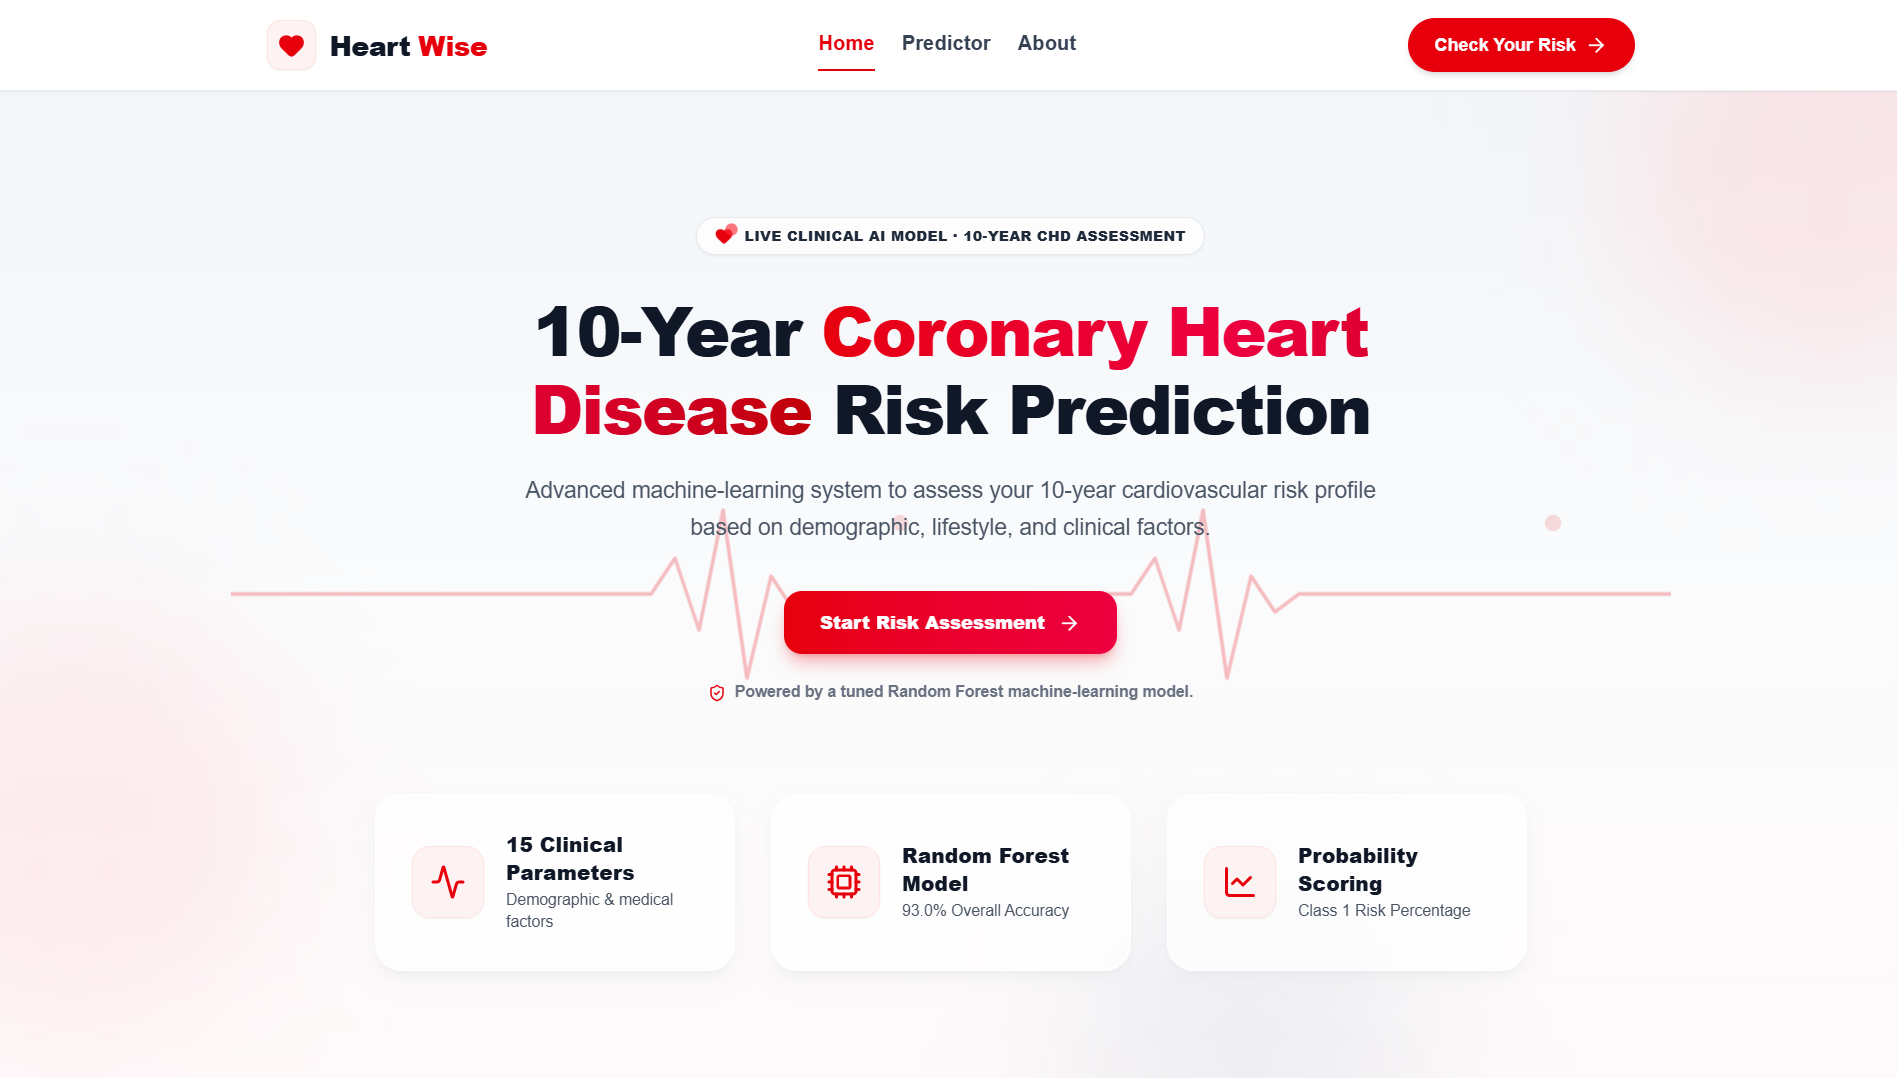 Heart Wise
Home
Predictor
About
Check Your Risk
LIVE CLINICAL AI MODEL · 10-YEAR CHD ASSESSMENT
10-Year Coronary Heart
Disease Risk Prediction
Advanced machine-learning system to assess your 10-year cardiovascular risk profile
based on demographic, lifestyle, and clinical factors.
Start Risk Assessment
Powered by a tuned Random Forest machine-learning model.
15 Clinical
Parameters
Demographic & medical
factors
Random Forest
Model
93.0% Overall Accuracy
Probability
Scoring
Class 1 Risk Percentage